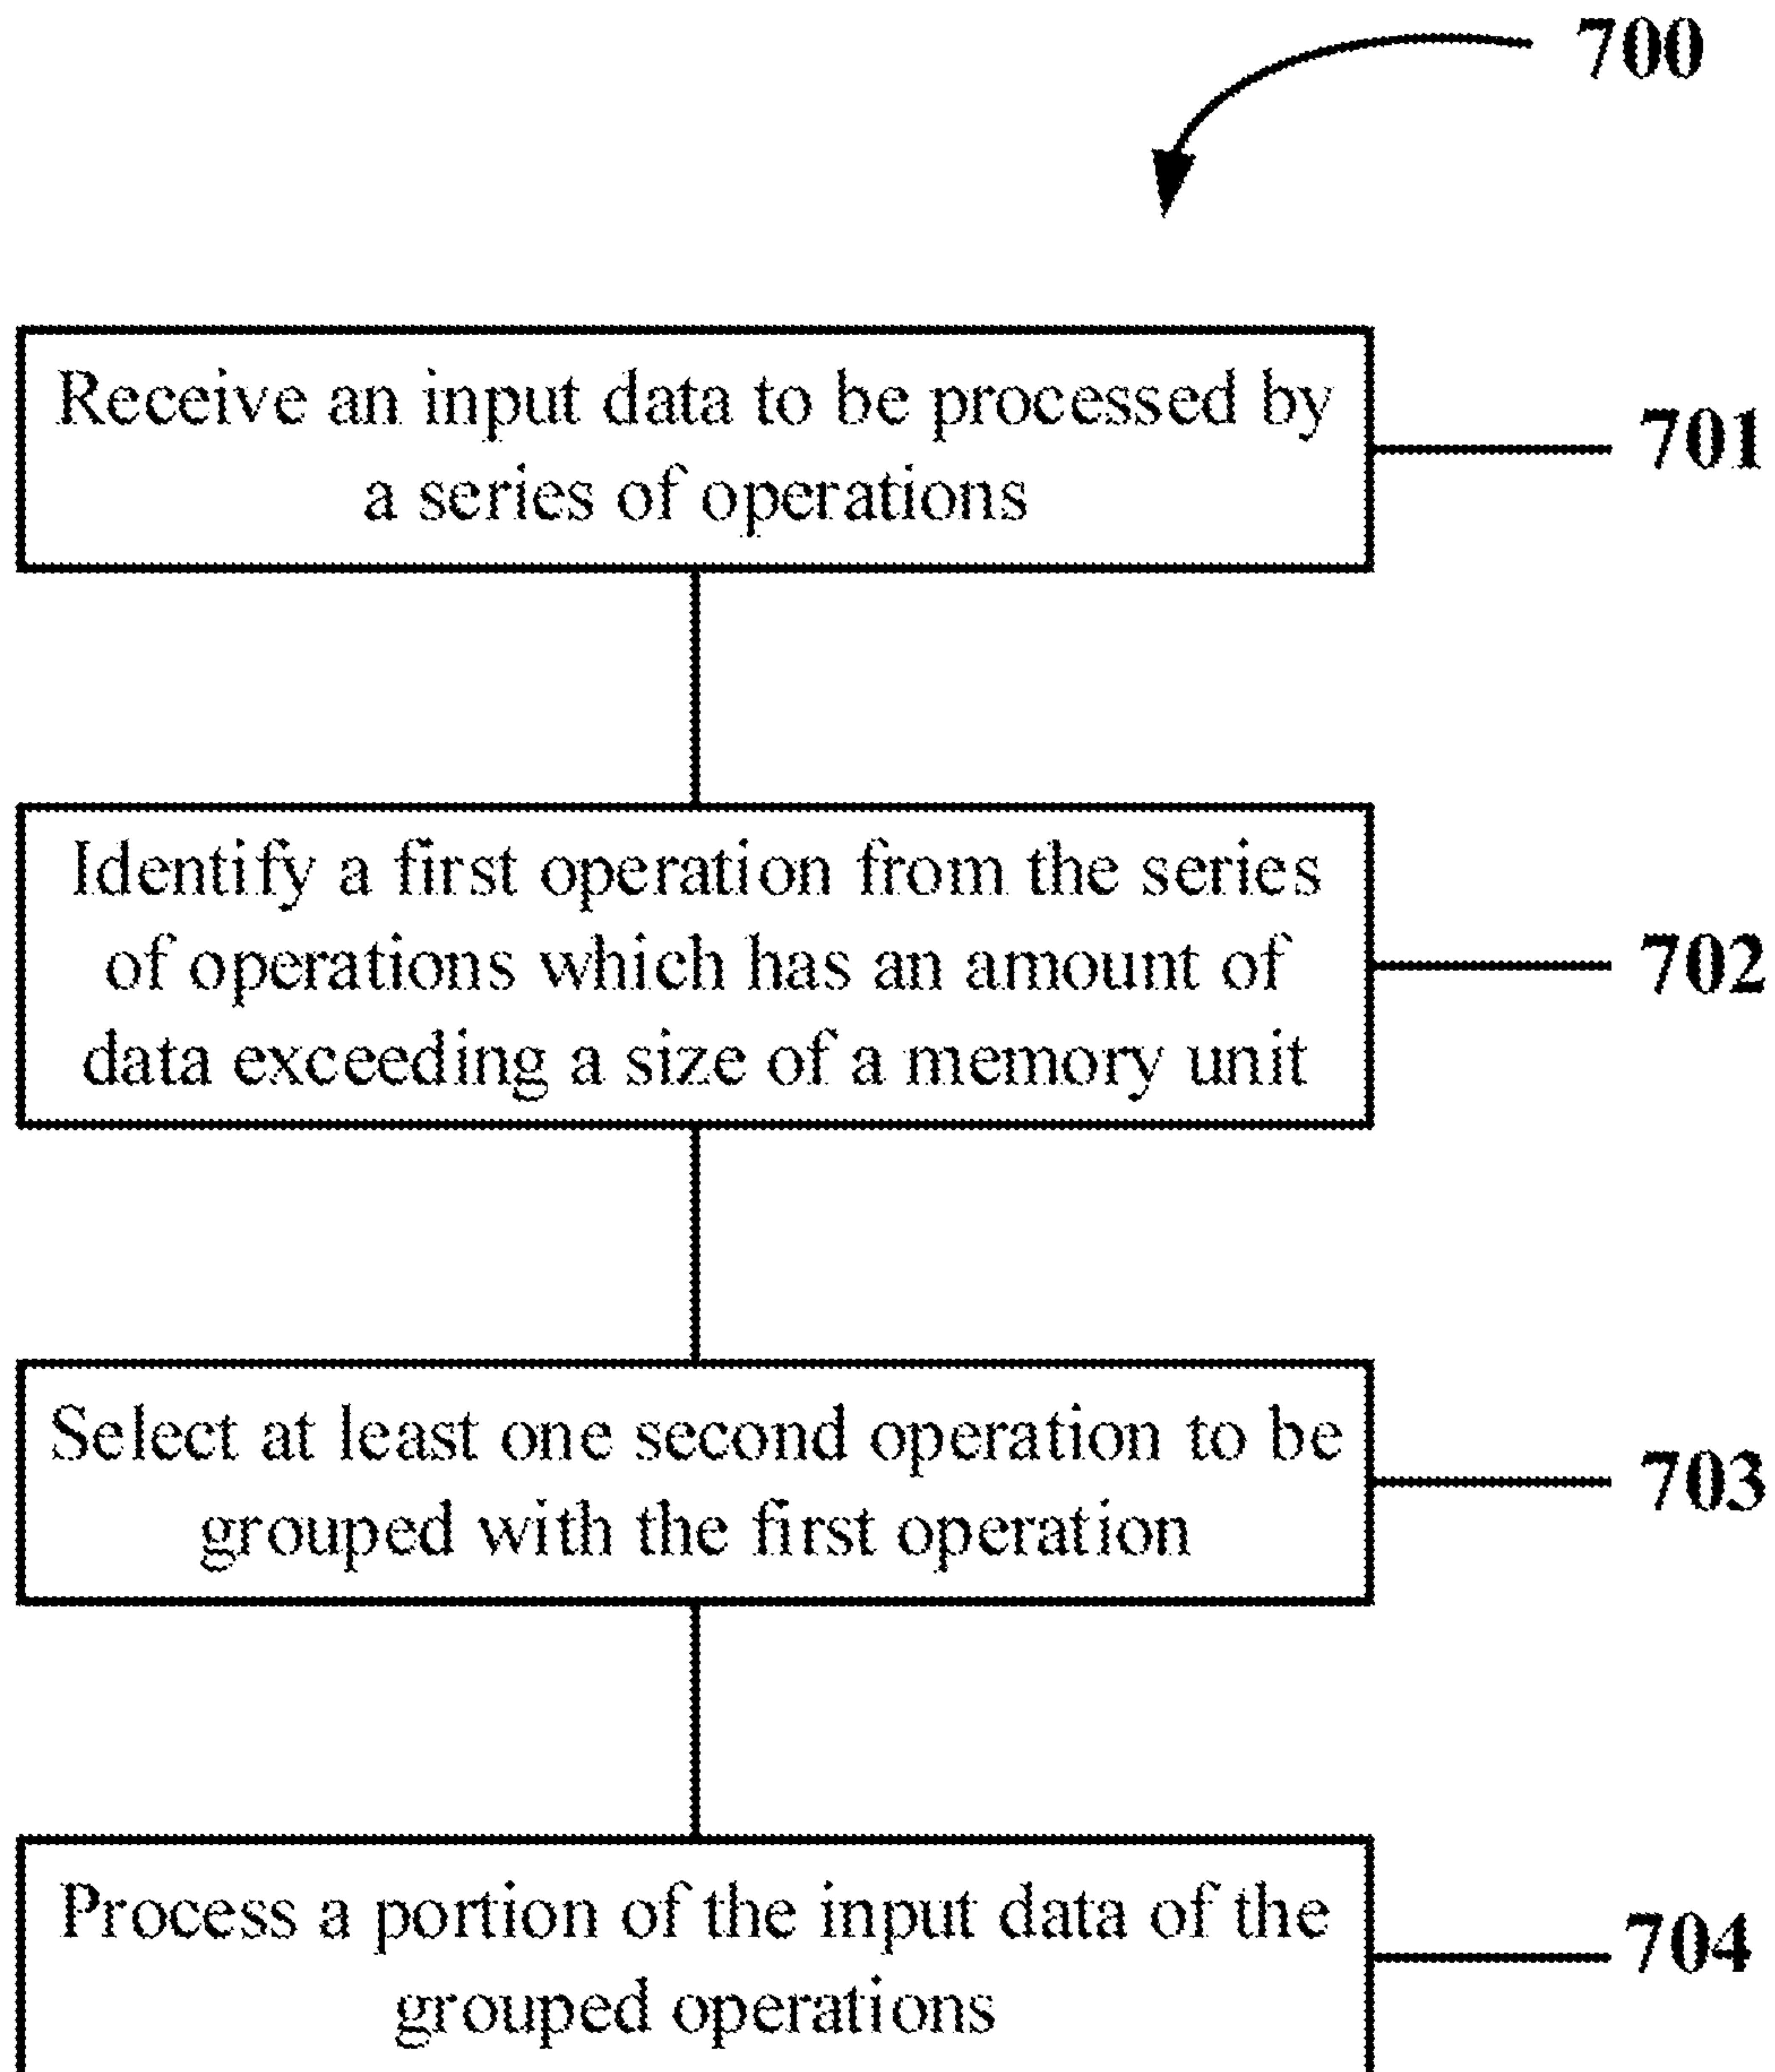 700
Receive an input data to be processed by
a series of operations
701
Identify a first operation from the series
of operations which has an amount of
data exceeding a size of a memory unit
702
Select at least one second operation to be
grouped with the first operation
703
Process a portion of the input data of the
grouped operations
704